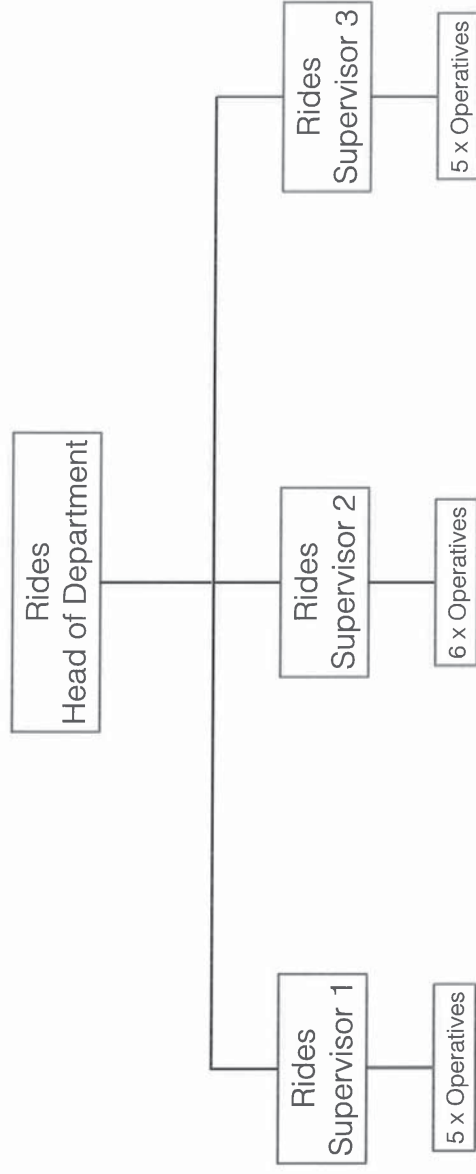 Rides
Head of Department
Rides
Supervisor 1
Rides
Supervisor 2
Rides
Supervisor 3
5 x Operatives
6 x Operatives
5 x Operatives